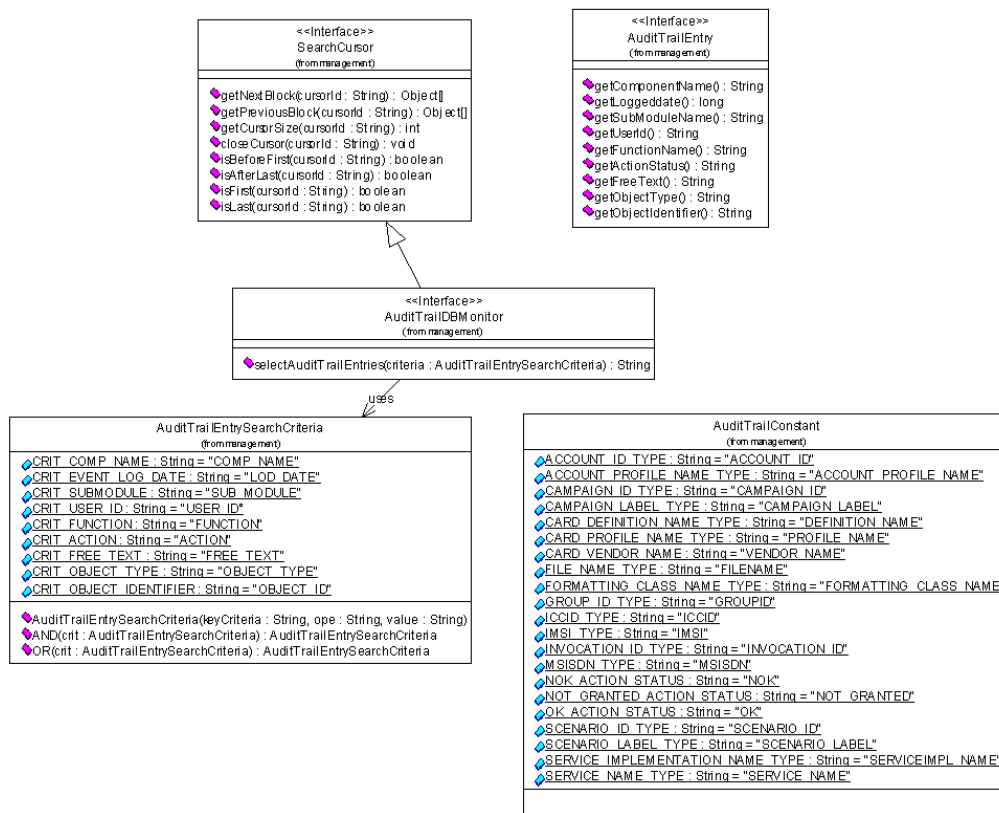 <<Interface>>
SearchCursor
(from management)
getNextBlock(cursorId : String) : Object[]
getPreviousBlock(cursorId : String) : Object[]
getCursorSize(cursorId : String) : int
closeCursor(cursorId : String) : void
isBeforeFirst(cursorId : String) : boolean
isAfterLast(cursorId : String) : boolean
isFirst(cursorId : String) : boolean
isLast(cursorId : String) : boolean
<<Interface>>
AuditTrailEntry
(from management)
getComponentName() : String
getLoggeddate() : long
getSubModuleName() : String
getUserId() : String
getFunctionName() : String
getActionStatus() : String
getFreeText() : String
getObjectType() : String
getObjectIdentifier() : String
<<Interface>>
AuditTrailDBMonitor
(from management)
selectAuditTrailEntries(criteria : AuditTrailEntrySearchCriteria) : String
uses
AuditTrailEntrySearchCriteria
(from management)
CRIT_COMP_NAME : String = "COMP_NAME"
CRIT_EVENT_LOG_DATE : String = "LOD_DATE"
CRIT_SUBMODULE : String = "SUB_MODULE"
CRIT_USER_ID : String = "USER_ID"
CRIT_FUNCTION : String = "FUNCTION"
CRIT_ACTION : String = "ACTION"
CRIT_FREE_TEXT : String = "FREE_TEXT"
CRIT_OBJECT_TYPE : String = "OBJECT_TYPE"
CRIT_OBJECT_IDENTIFIER : String = "OBJECT_ID"
AuditTrailEntrySearchCriteria(keyCriteria : String, ope : String, value : String)
AND(crit : AuditTrailEntrySearchCriteria) : AuditTrailEntrySearchCriteria
OR(crit : AuditTrailEntrySearchCriteria) : AuditTrailEntrySearchCriteria
AuditTrailConstant
(from management)
ACCOUNT_ID_TYPE : String = "ACCOUNT_ID"
ACCOUNT_PROFILE_NAME_TYPE : String = "ACCOUNT_PROFILE_NAME"
CAMPAIGN_ID_TYPE : String = "CAMPAIGN_ID"
CAMPAIGN_LABEL_TYPE : String = "CAMPAIGN_LABEL"
CARD_DEFINITION_NAME_TYPE : String = "DEFINITION_NAME"
CARD_PROFILE_NAME_TYPE : String = "PROFILE_NAME"
CARD_VENDOR_NAME : String = "VENDOR_NAME"
FILE_NAME_TYPE : String = "FILENAME"
FORMATTING_CLASS_NAME_TYPE : String = "FORMATTING_CLASS_NAME
GROUP_ID_TYPE : String = "GROUPID"
ICCID_TYPE : String = "ICCID"
IMSI_TYPE : String = "IMSI"
INVOCATION_ID_TYPE : String = "INVOCATION_ID"
MSISDN_TYPE : String = "MSISDN"
NOK_ACTION_STATUS : String = "NOK"
NOT_GRANTED_ACTION_STATUS : String = "NOT_GRANTED"
OK_ACTION_STATUS : String = "OK"
SCENARIO_ID_TYPE : String = "SCENARIO_ID"
SCENARIO_LABEL_TYPE : String = "SCENARIO_LABEL"
SERVICE_IMPLEMENTATION_NAME_TYPE : String = "SERVICEIMPL_NAME"
SERVICE_NAME_TYPE : String = "SERVICE_NAME"